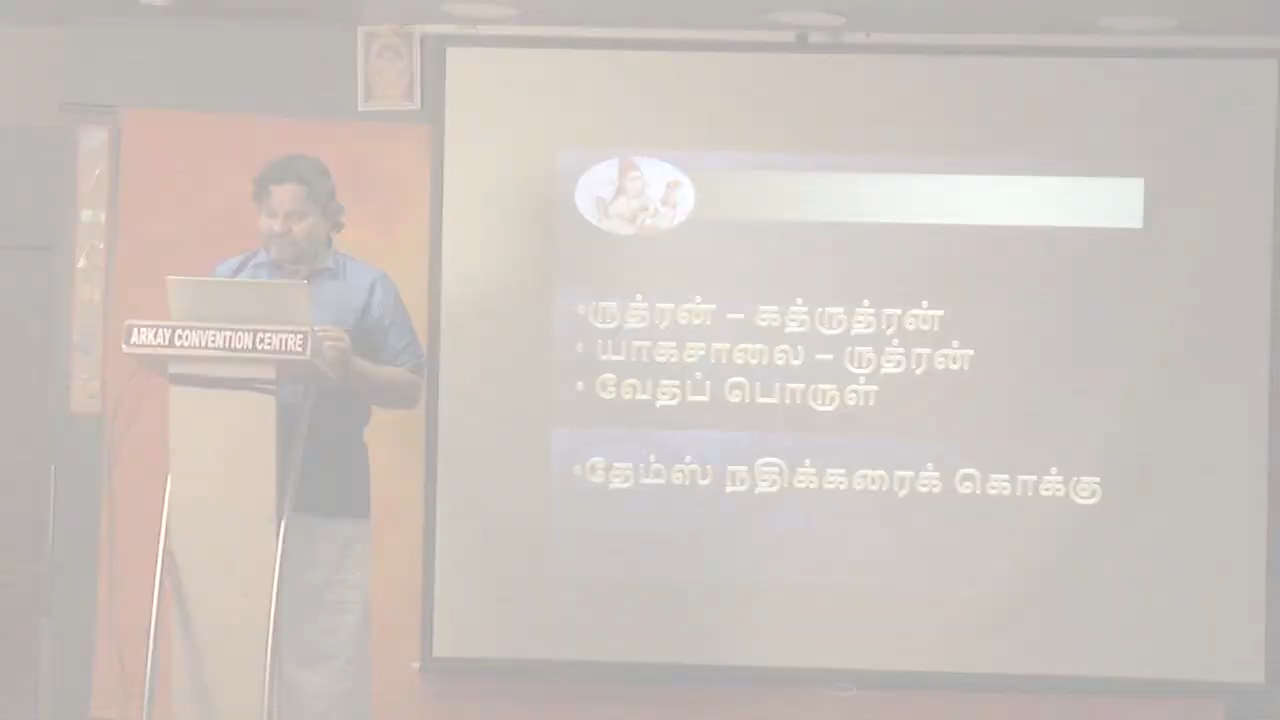 ARKAY CONVENTION CENTRE
•ருத்ரன் – கத்ருத்ரன்
• யாகசாலை – ருத்ரன்
• வேதப் பொருள்
•தேம்ஸ் நதிக்கரைக் கொக்கு